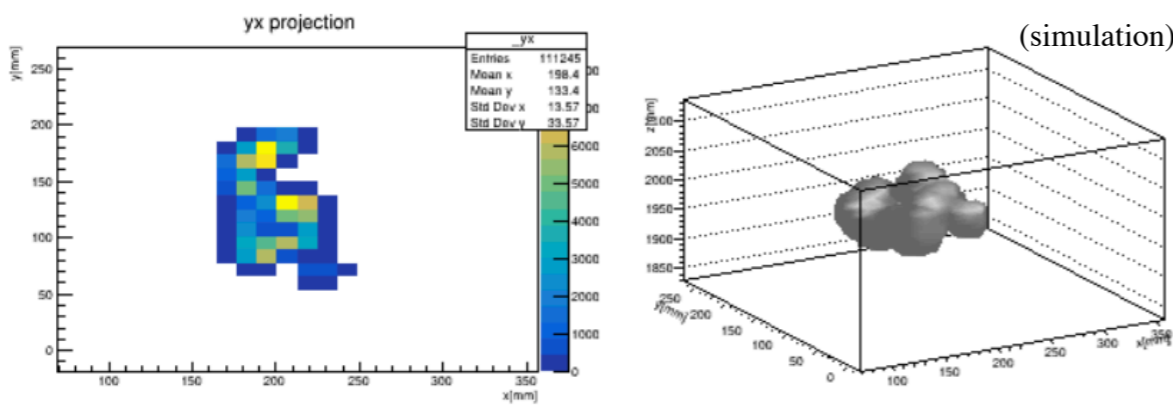 yx projection
(simulation)
_yx
Entries 111245
Mean x 198.4
Mean y 133.4
Std Dev x 13.57
Std Dev y 33.57
y[mm]
250
200
150
100
50
0
100 150 200 250 300 350
x[mm]
6000
5000
4000
3000
2000
1000
0
z[mm]
2100
2050
2000
1950
1900
1850
y[mm]
250
200
150
100
50
0
100 150 200 250 300 350
x[mm]